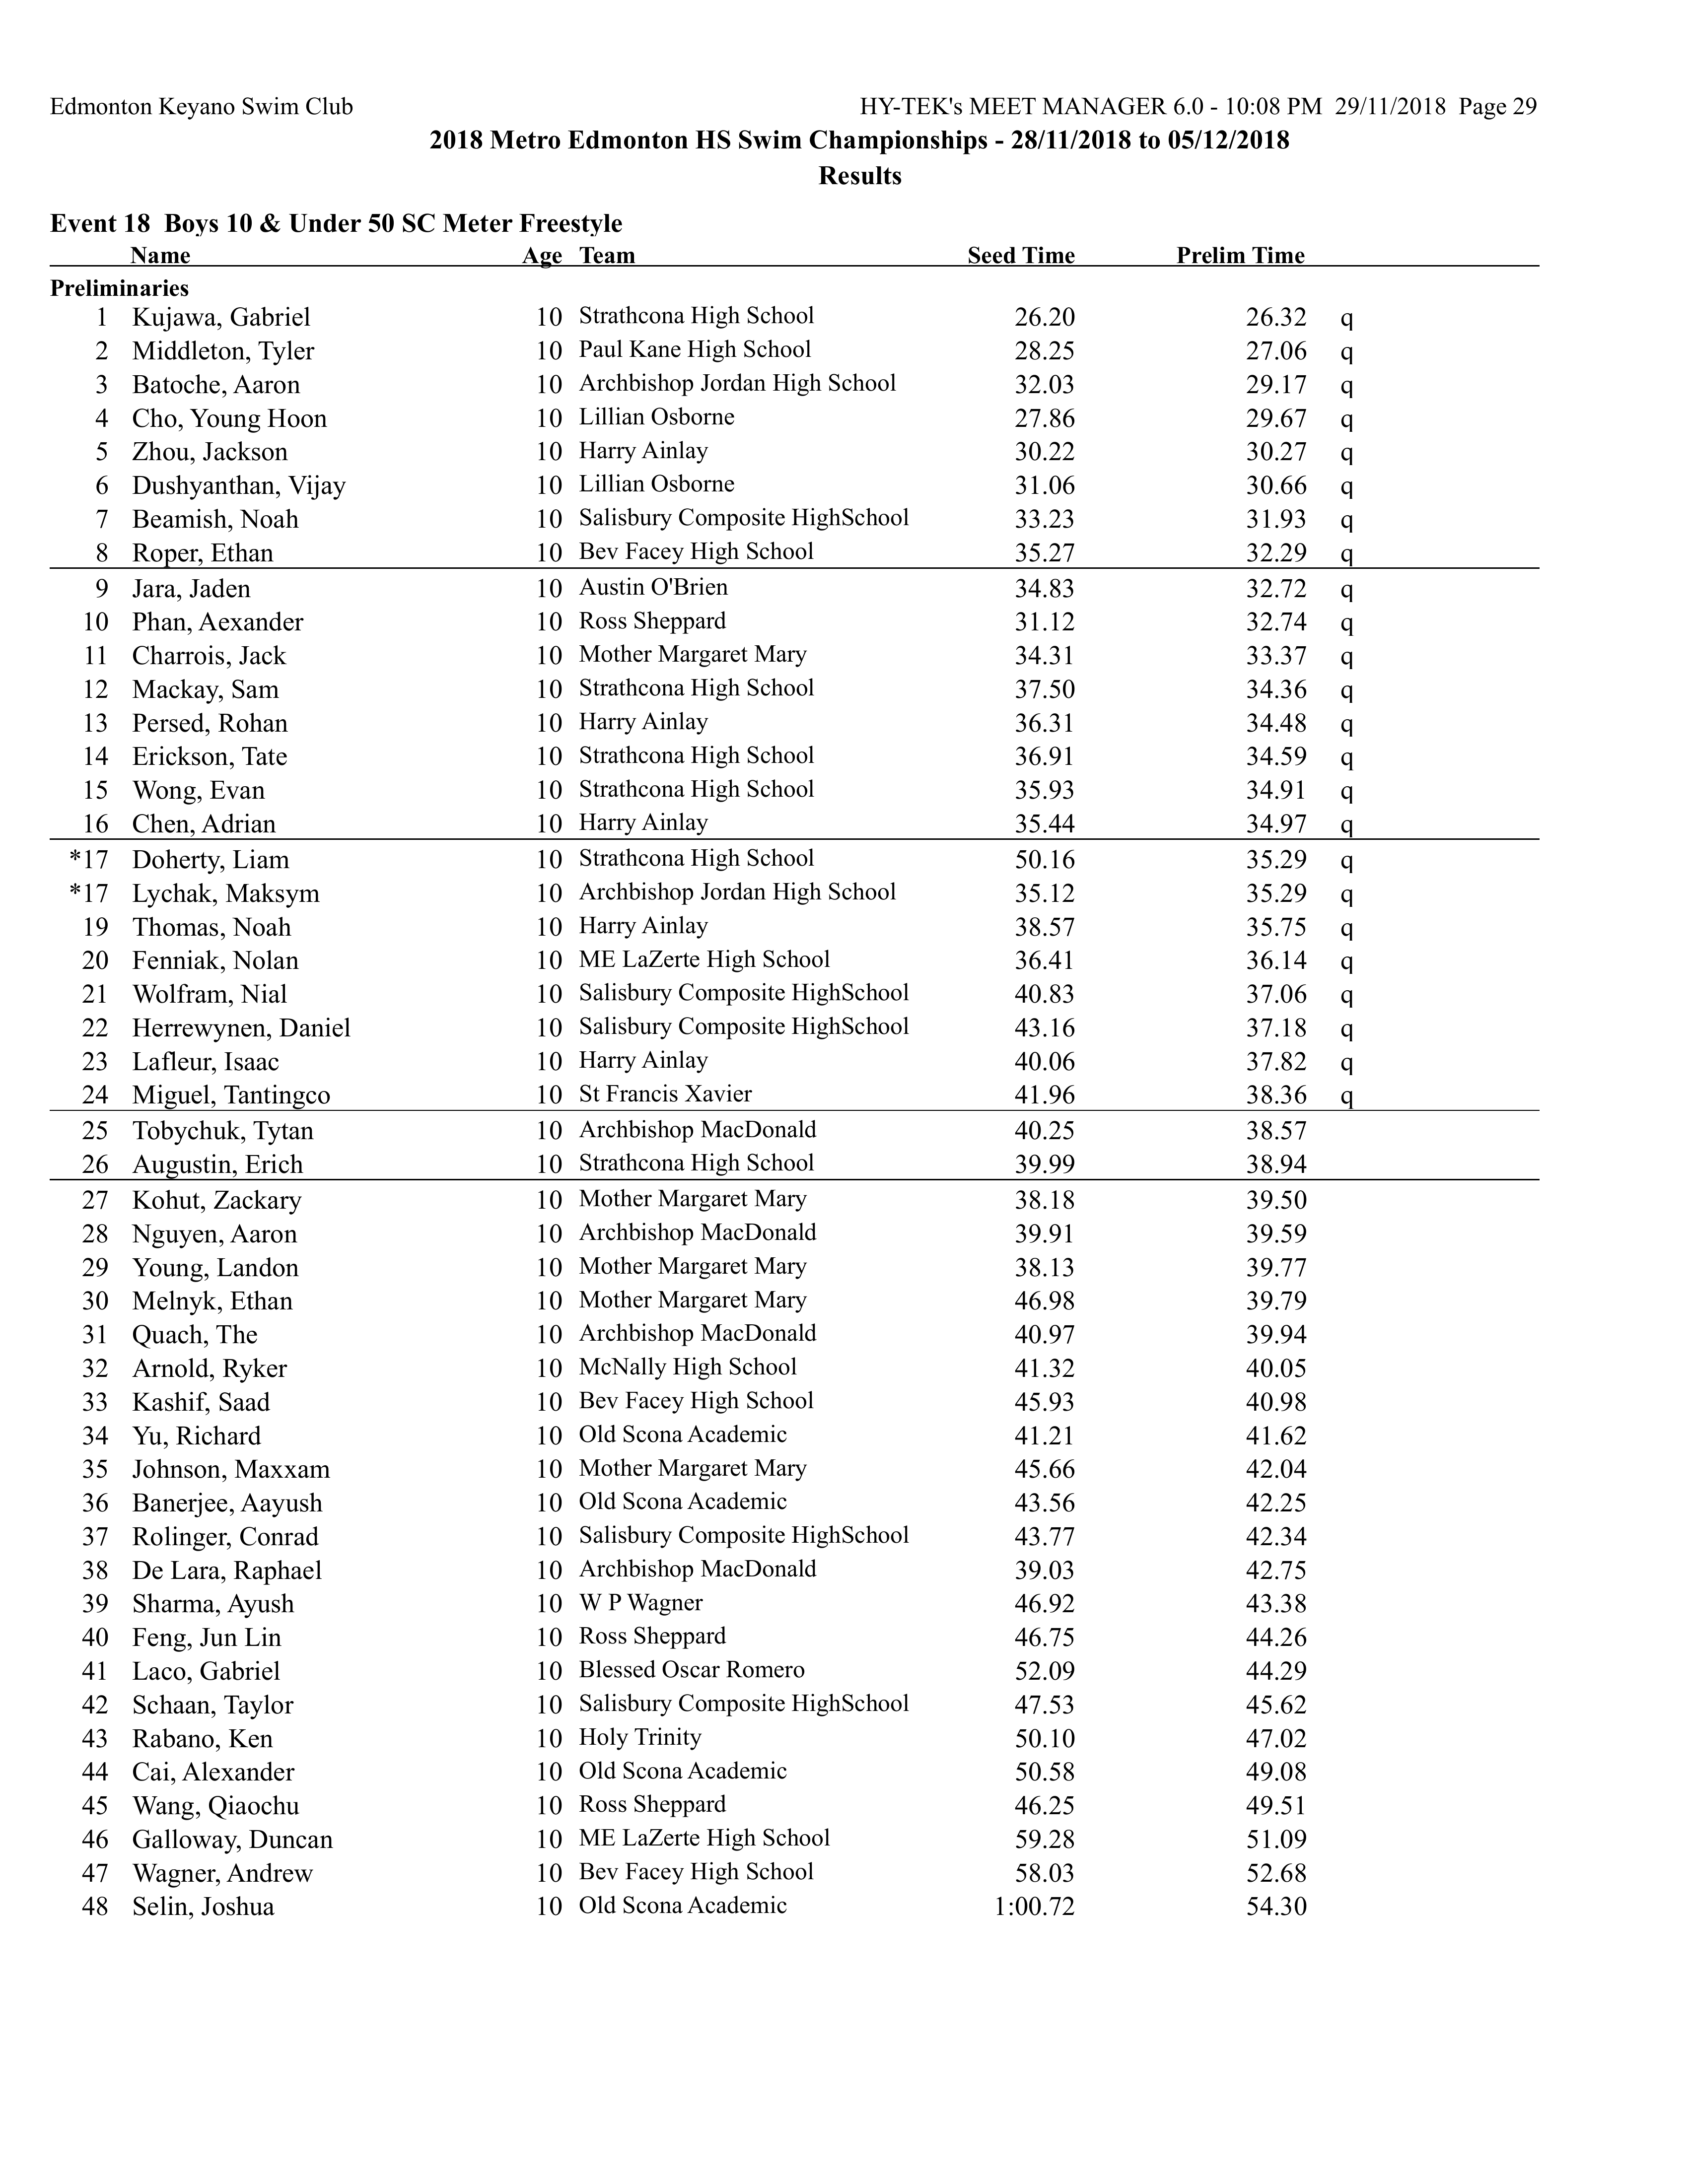 Edmonton Keyano Swim Club HY-TEK's MEET MANAGER 6.0 - 10:08 PM 29/11/2018 Page 29
2018 Metro Edmonton HS Swim Championships - 28/11/2018 to 05/12/2018
Results
Event 18 Boys 10 & Under 50 SC Meter Freestyle
Name Age Team Seed Time Prelim Time
Preliminaries
1 Kujawa, Gabriel 10 Strathcona High School 26.20 26.32 q
2 Middleton, Tyler 10 Paul Kane High School 28.25 27.06 q
3 Batoche, Aaron 10 Archbishop Jordan High School 32.03 29.17 q
4 Cho, Young Hoon 10 Lillian Osborne 27.86 29.67 q
5 Zhou, Jackson 10 Harry Ainlay 30.22 30.27 q
6 Dushyanthan, Vijay 10 Lillian Osborne 31.06 30.66 q
7 Beamish, Noah 10 Salisbury Composite HighSchool 33.23 31.93 q
8 Roper, Ethan 10 Bev Facey High School 35.27 32.29 q
9 Jara, Jaden 10 Austin O'Brien 34.83 32.72 q
10 Phan, Aexander 10 Ross Sheppard 31.12 32.74 q
11 Charrois, Jack 10 Mother Margaret Mary 34.31 33.37 q
12 Mackay, Sam 10 Strathcona High School 37.50 34.36 q
13 Persed, Rohan 10 Harry Ainlay 36.31 34.48 q
14 Erickson, Tate 10 Strathcona High School 36.91 34.59 q
15 Wong, Evan 10 Strathcona High School 35.93 34.91 q
16 Chen, Adrian 10 Harry Ainlay 35.44 34.97 q
*17 Doherty, Liam 10 Strathcona High School 50.16 35.29 q
*17 Lychak, Maksym 10 Archbishop Jordan High School 35.12 35.29 q
19 Thomas, Noah 10 Harry Ainlay 38.57 35.75 q
20 Fenniak, Nolan 10 ME LaZerte High School 36.41 36.14 q
21 Wolfram, Nial 10 Salisbury Composite HighSchool 40.83 37.06 q
22 Herrewynen, Daniel 10 Salisbury Composite HighSchool 43.16 37.18 q
23 Lafleur, Isaac 10 Harry Ainlay 40.06 37.82 q
24 Miguel, Tantingco 10 St Francis Xavier 41.96 38.36 q
25 Tobychuk, Tytan 10 Archbishop MacDonald 40.25 38.57
26 Augustin, Erich 10 Strathcona High School 39.99 38.94
27 Kohut, Zackary 10 Mother Margaret Mary 38.18 39.50
28 Nguyen, Aaron 10 Archbishop MacDonald 39.91 39.59
29 Young, Landon 10 Mother Margaret Mary 38.13 39.77
30 Melnyk, Ethan 10 Mother Margaret Mary 46.98 39.79
31 Quach, The 10 Archbishop MacDonald 40.97 39.94
32 Arnold, Ryker 10 McNally High School 41.32 40.05
33 Kashif, Saad 10 Bev Facey High School 45.93 40.98
34 Yu, Richard 10 Old Scona Academic 41.21 41.62
35 Johnson, Maxxam 10 Mother Margaret Mary 45.66 42.04
36 Banerjee, Aayush 10 Old Scona Academic 43.56 42.25
37 Rolinger, Conrad 10 Salisbury Composite HighSchool 43.77 42.34
38 De Lara, Raphael 10 Archbishop MacDonald 39.03 42.75
39 Sharma, Ayush 10 W P Wagner 46.92 43.38
40 Feng, Jun Lin 10 Ross Sheppard 46.75 44.26
41 Laco, Gabriel 10 Blessed Oscar Romero 52.09 44.29
42 Schaan, Taylor 10 Salisbury Composite HighSchool 47.53 45.62
43 Rabano, Ken 10 Holy Trinity 50.10 47.02
44 Cai, Alexander 10 Old Scona Academic 50.58 49.08
45 Wang, Qiaochu 10 Ross Sheppard 46.25 49.51
46 Galloway, Duncan 10 ME LaZerte High School 59.28 51.09
47 Wagner, Andrew 10 Bev Facey High School 58.03 52.68
48 Selin, Joshua 10 Old Scona Academic 1:00.72 54.30